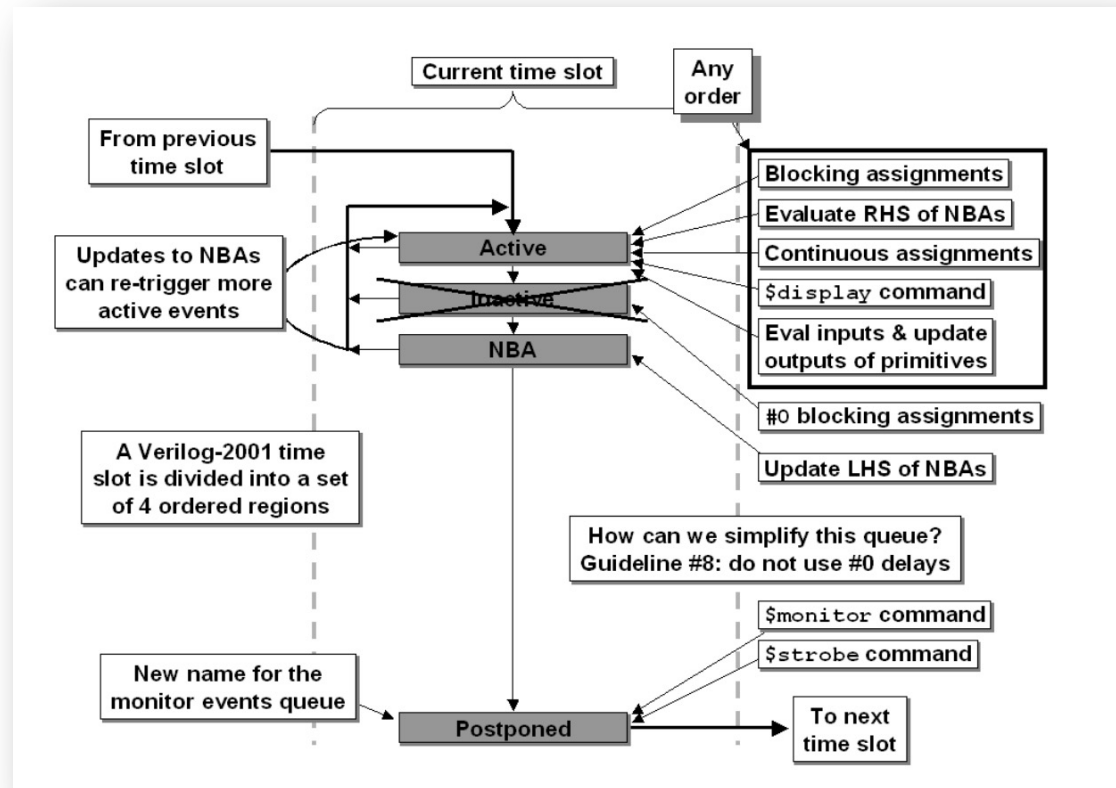 Current time slot
Any
order
From previous
time slot
Blocking assignments
Evaluate RHS of NBAs
Continuous assignments
$display command
Eval inputs & update
outputs of primitives
Updates to NBAs
can re-trigger more
active events
Active
Inactive
NBA
#0 blocking assignments
Update LHS of NBAs
A Verilog-2001 time
slot is divided into a set
of 4 ordered regions
How can we simplify this queue?
Guideline #8: do not use #0 delays
$monitor command
$strobe command
New name for the
monitor events queue
Postponed
To next
time slot